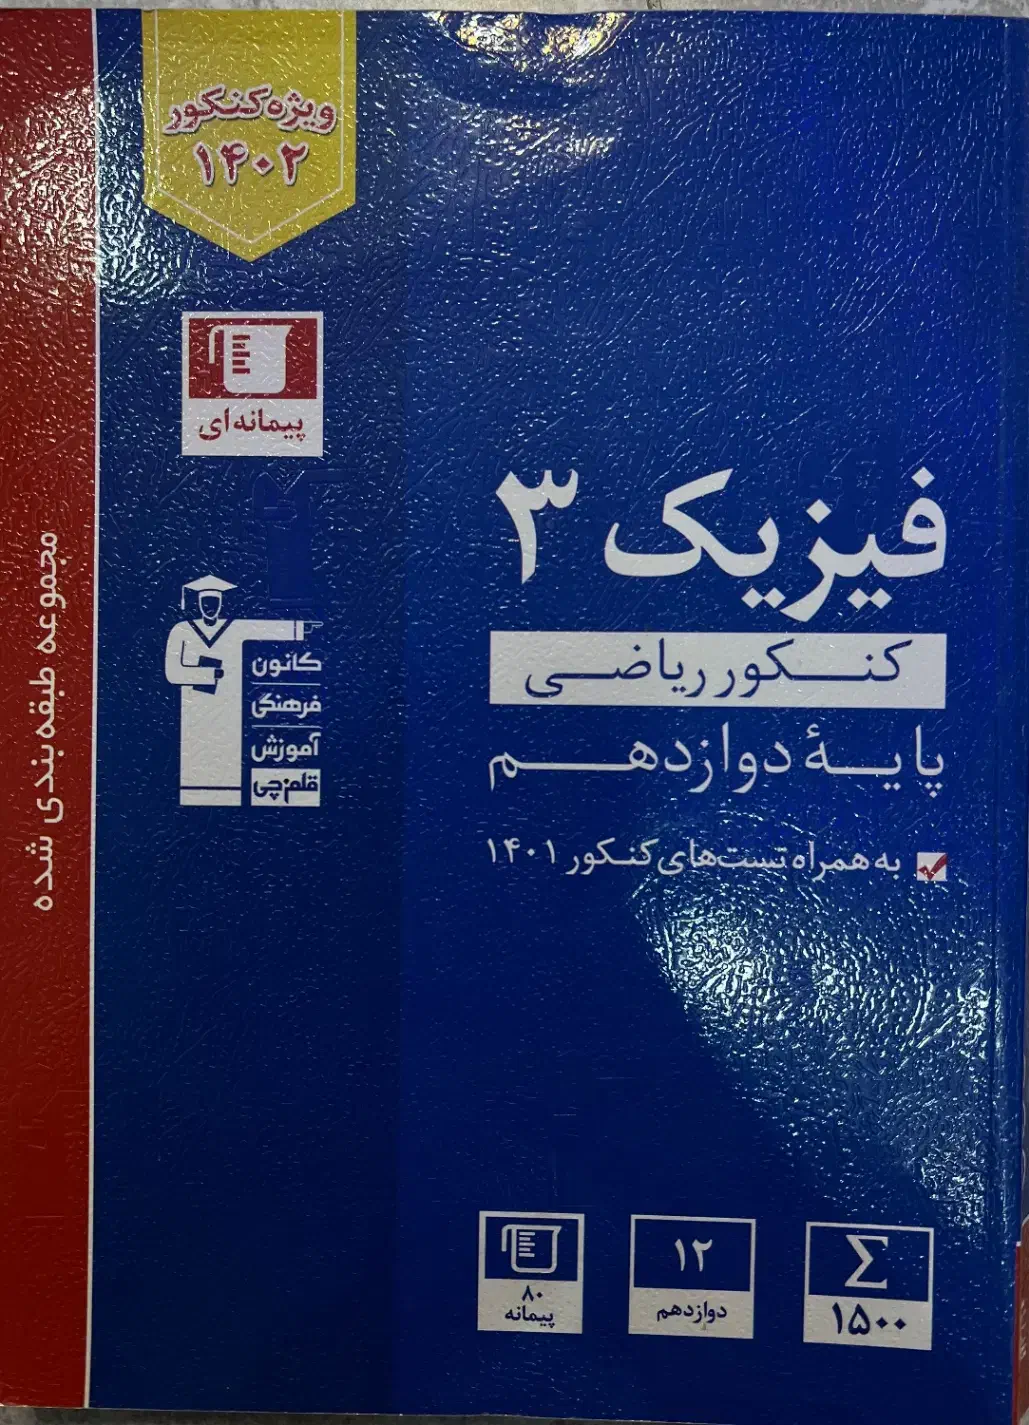 ویژه کنکور
۱۴۰۲
پیمانه‌ای
فیزیک ۳
کنکور ریاضی
پایهٔ دوازدهم
به همراه تست‌های کنکور ۱۴۰۱
کانون
فرهنگی
آموزش
قلم‌چی
مجموعه طبقه‌بندی شده
Σ
۱۵۰۰
۱۲
دوازدهم
۸۰
پیمانه